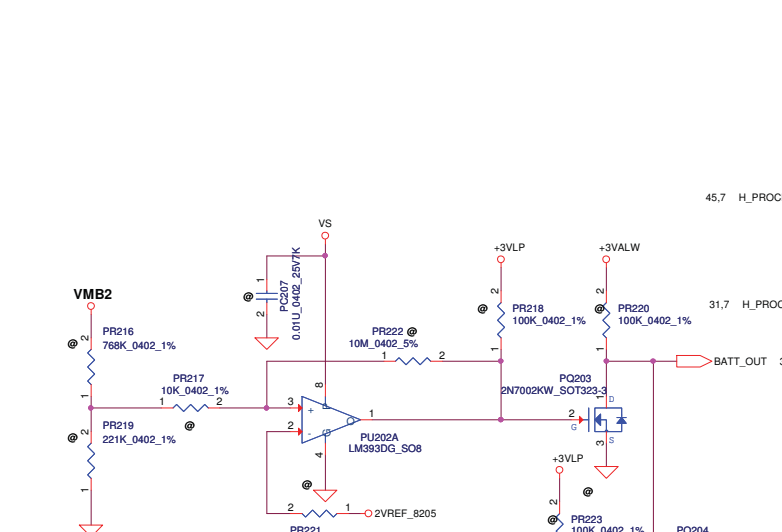 45,7 H_PROC
VS
+3VLP
+3VALW
1
2
@
PC207
0.01U_0402_25V7K
VMB2
2
@
PR218
100K_0402_1%
1
2
@
PR220
100K_0402_1%
1
31,7 H_PROC
@
2
PR216
768K_0402_1%
1
PR222 @
10M_0402_5%
1 2
BATT_OUT 3
PR217
10K_0402_1%
1 2
@
PQ203
2N7002KW_SOT323-3
8
3
+
2
-
1
4
PU202A
LM393DG_SO8
2
G
1
D
3
S
@
2
PR219
221K_0402_1%
1
+3VLP
@
@
2 1
2VREF_8205
PR221
2
@
PR223
100K_0402_1%
PQ204